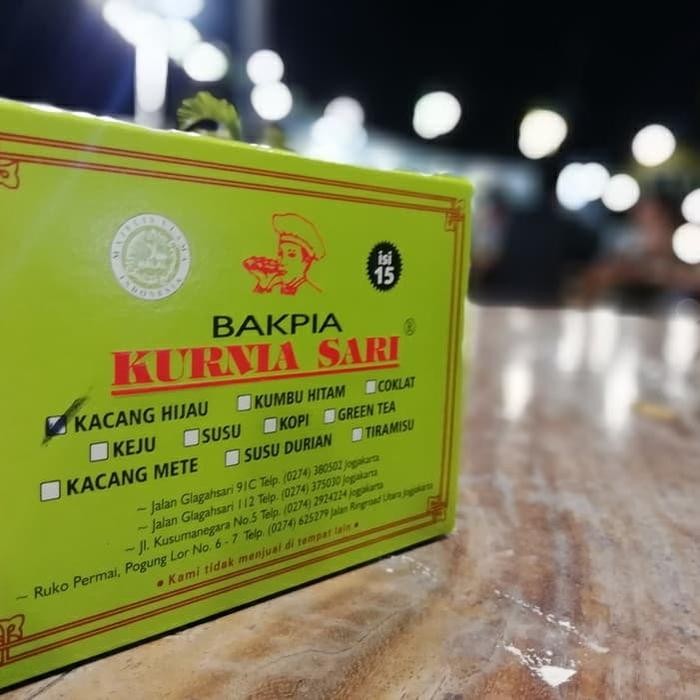 MAJELIS ULAMA
INDONESIA
isi
15
BAKPIA ®
KURNIA SARI
KACANG HIJAU KUMBU HITAM COKLAT
KEJU SUSU KOPI GREEN TEA
KACANG METE SUSU DURIAN TIRAMISU
~ Jalan Glagahsari 91C Telp. (0274) 380502 Jogjakarta
~ Jalan Glagahsari 112 Telp. (0274) 375030 Jogjakarta
~ Jl. Kusumanegara No.5 Telp. (0274) 2924224 Jogjakarta
~ Ruko Permai, Pogung Lor No. 6 - 7 Telp. (0274) 625279 Jalan Ringroad Utara Jogjakarta
• Kami tidak menjual di tempat lain •